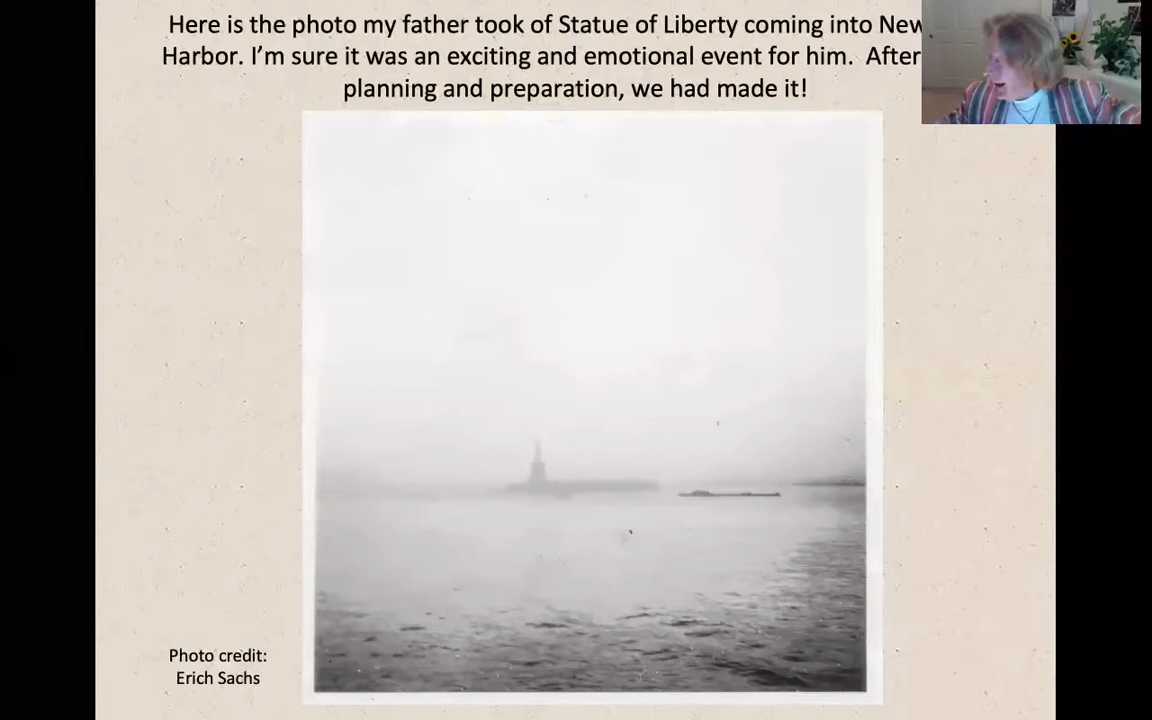 Here is the photo my father took of Statue of Liberty coming into New
Harbor. I’m sure it was an exciting and emotional event for him.  After
planning and preparation, we had made it!
Photo credit:
Erich Sachs